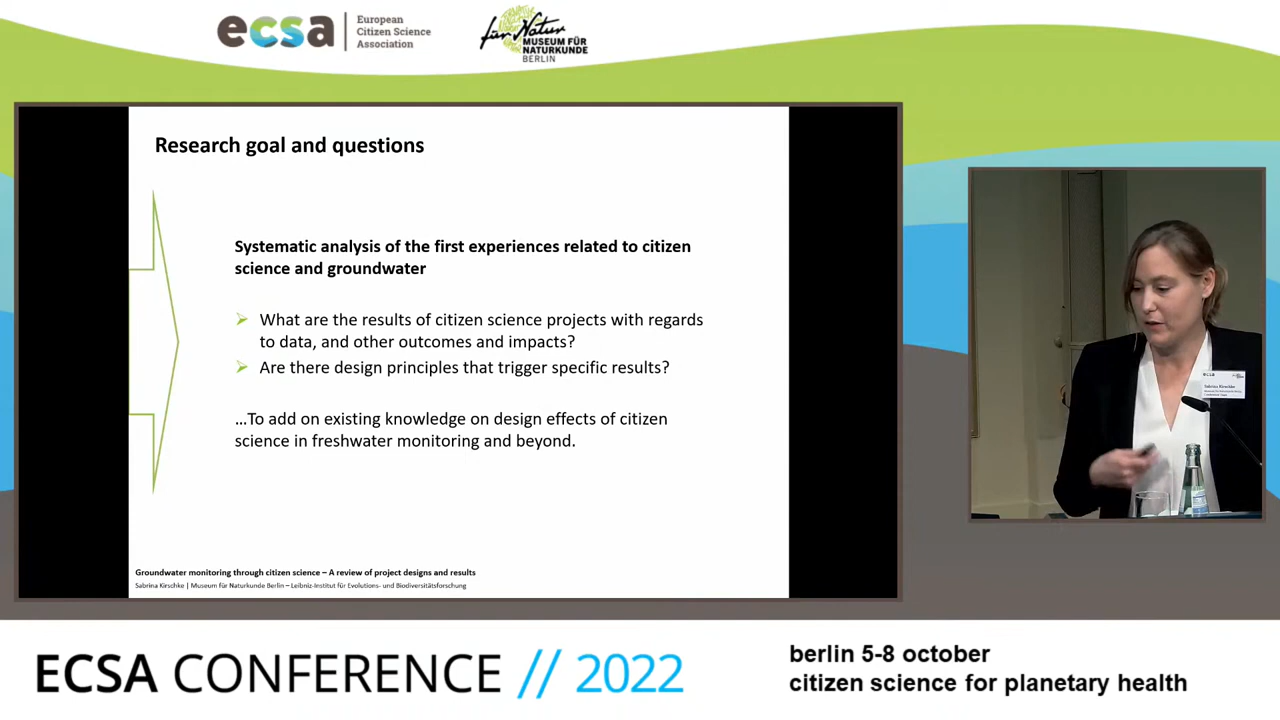 ecsa
European
Citizen Science
Association
für Natur
MUSEUM FÜR
NATURKUNDE
BERLIN
Research goal and questions
Systematic analysis of the first experiences related to citizen
science and groundwater
What are the results of citizen science projects with regards
to data, and other outcomes and impacts?
Are there design principles that trigger specific results?
…To add on existing knowledge on design effects of citizen
science in freshwater monitoring and beyond.
Groundwater monitoring through citizen science – A review of project designs and results
Sabrina Kirschke | Museum für Naturkunde Berlin – Leibniz-Institut für Evolutions- und Biodiversitätsforschung
ecsa
Sabrina Kirschke
ECSA CONFERENCE // 2022
berlin 5-8 october
citizen science for planetary health